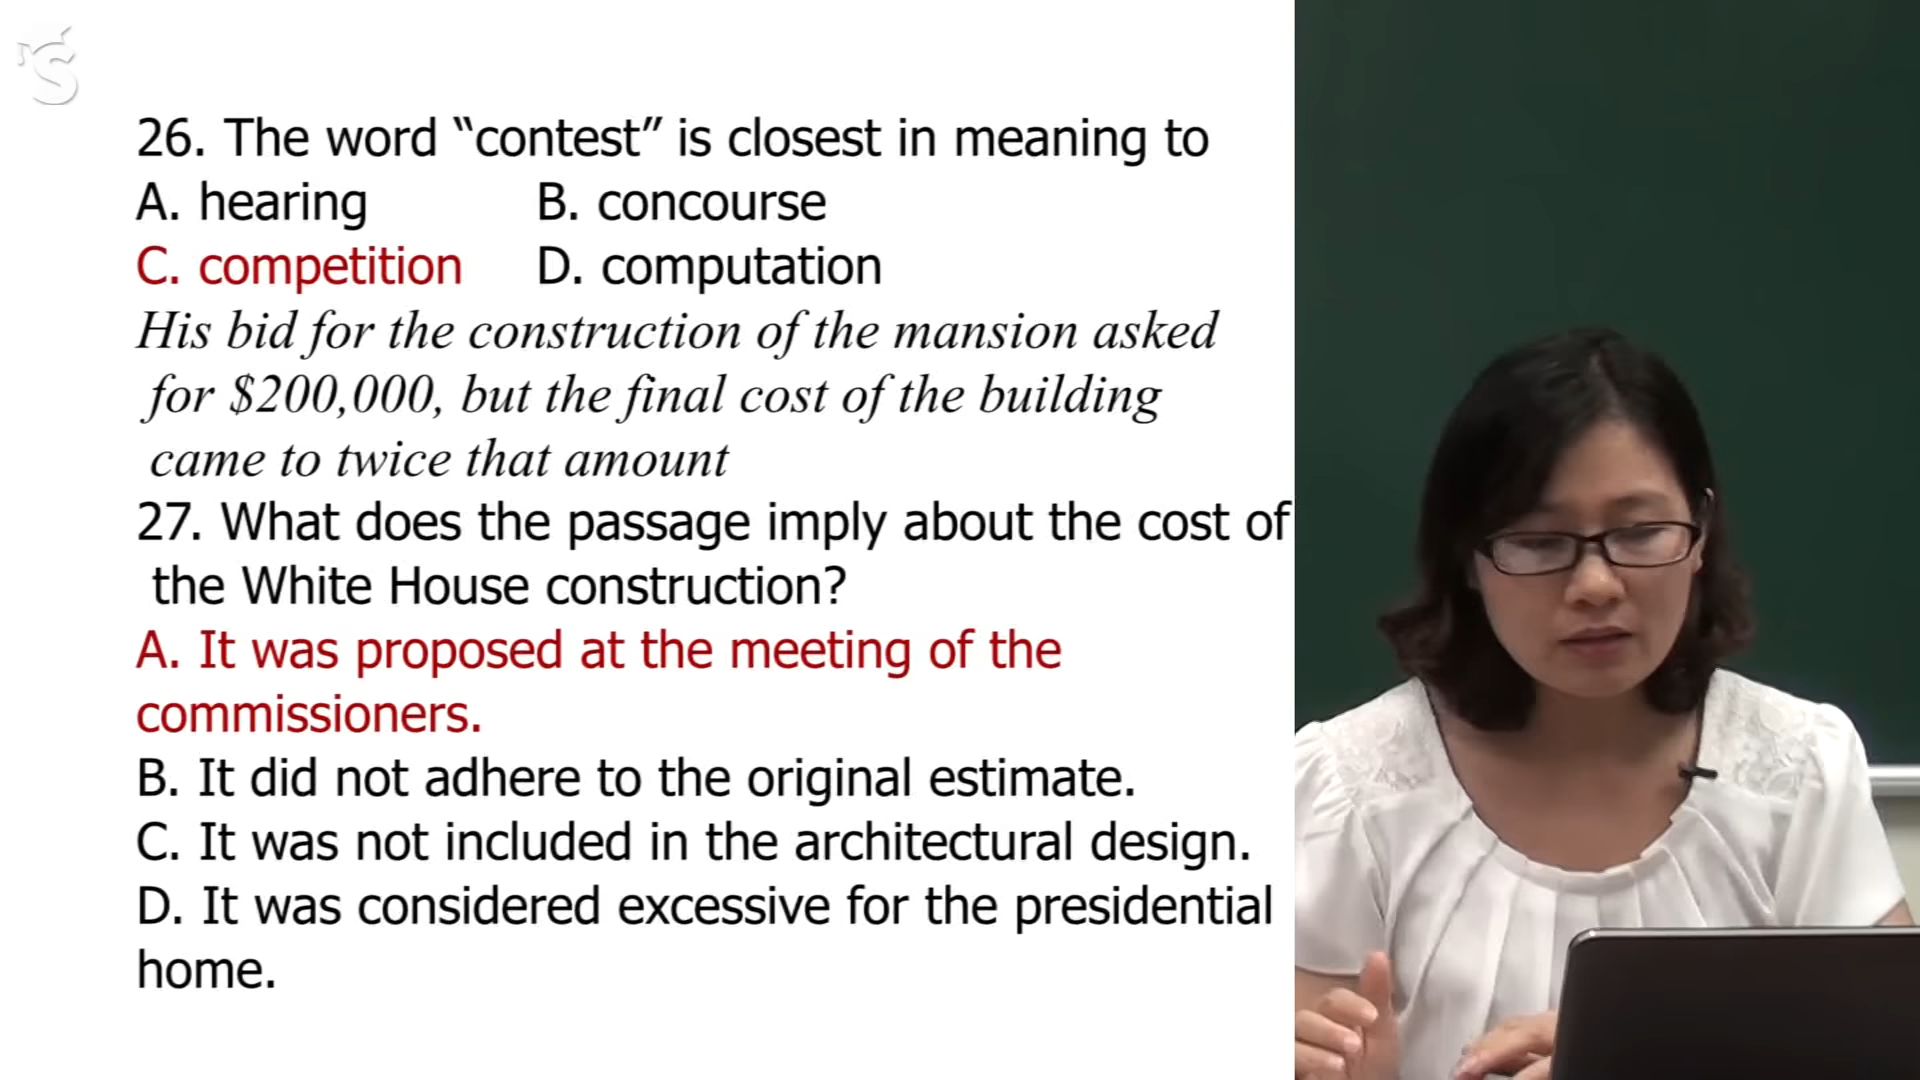 S
26. The word “contest” is closest in meaning to
A. hearing B. concourse
C. competition D. computation
His bid for the construction of the mansion asked
for $200,000, but the final cost of the building
came to twice that amount
27. What does the passage imply about the cost of
the White House construction?
A. It was proposed at the meeting of the
commissioners.
B. It did not adhere to the original estimate.
C. It was not included in the architectural design.
D. It was considered excessive for the presidential
home.